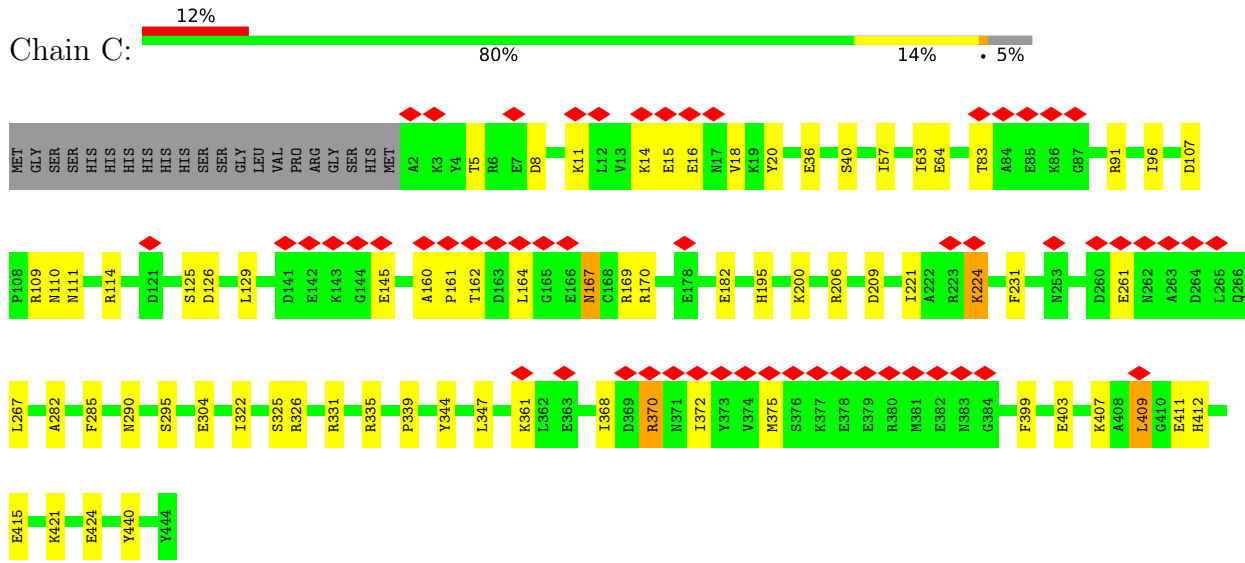 12%
Chain C:
80% 14% • 5%
MET GLY SER SER HIS HIS HIS HIS HIS HIS SER SER GLY LEU VAL PRO ARG GLY SER HIS MET A2 K3 Y4 T5 R6 E7 D8 K11 L12 V13 K14 E15 E16 N17 V18 K19 Y20 E36 S40 I57 I63 E64 T83 A84 E85 K86 G87 R91 I96 D107
P108 R109 N110 N111 R114 D121 S125 D126 L129 D141 E142 K143 G144 E145 A160 P161 T162 D163 L164 G165 E166 N167 C168 R169 R170 E178 E182 H195 K200 R206 D209 I221 A222 R223 K224 F231 N253 D260 E261 N262 A263 D264 L265 Q266
L267 A282 F285 N290 S295 E304 I322 S325 R326 R331 R335 P339 Y344 L347 K361 L362 E363 I368 D369 R370 N371 I372 Y373 V374 M375 S376 K377 E378 E379 R380 M381 E382 N383 G384 F399 E403 K407 A408 L409 G410 E411 H412
E415 K421 E424 Y440 Y444